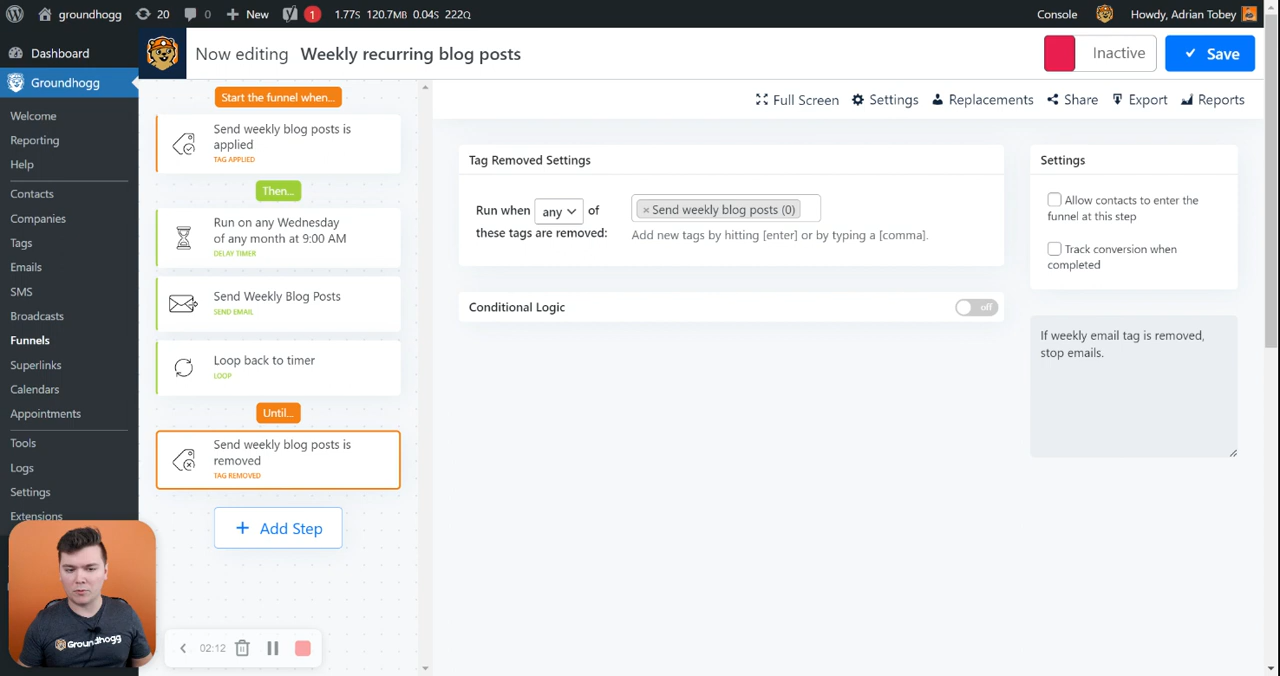 groundhogg
20
0
New
1
1.77S 120.7MB 0.04S 222Q
Console
Howdy, Adrian Tobey
Dashboard
Groundhogg
Welcome
Reporting
Help
Contacts
Companies
Tags
Emails
SMS
Broadcasts
Funnels
Superlinks
Calendars
Appointments
Tools
Logs
Settings
Extensions
Now editing Weekly recurring blog posts
Inactive
Save
Start the funnel when...
Send weekly blog posts is
applied
TAG APPLIED
Then...
Run on any Wednesday
of any month at 9:00 AM
DELAY TIMER
Send Weekly Blog Posts
SEND EMAIL
Loop back to timer
LOOP
Until...
Send weekly blog posts is
removed
TAG REMOVED
+ Add Step
02:12
Groundhogg
Full Screen
Settings
Replacements
Share
Export
Reports
Tag Removed Settings
Run when any of
these tags are removed:
× Send weekly blog posts (0)
Add new tags by hitting [enter] or by typing a [comma].
Conditional Logic
off
Settings
Allow contacts to enter the
funnel at this step
Track conversion when
completed
If weekly email tag is removed,
stop emails.